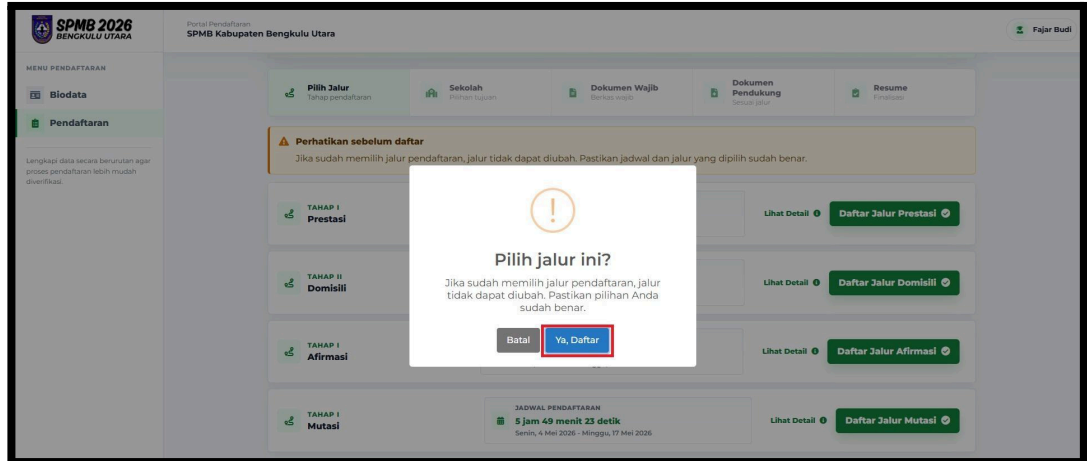 SPMB 2026
BENGKULU UTARA
Portal Pendaftaran
SPMB Kabupaten Bengkulu Utara
Fajar Budi
MENU PENDAFTARAN
Biodata
Pendaftaran
Lengkapi data secara berurutan agar
proses pendaftaran lebih mudah
diverifikasi.
Pilih Jalur
Tahap pendaftaran
Sekolah
Pilihan tujuan
Dokumen Wajib
Berkas wajib
Dokumen
Pendukung
Sesuai jalur
Resume
Finalisasi
Perhatikan sebelum daftar
Jika sudah memilih jalur pendaftaran, jalur tidak dapat diubah. Pastikan jadwal dan jalur yang dipilih sudah benar.
TAHAP I
Prestasi
Lihat Detail
Daftar Jalur Prestasi
TAHAP II
Domisili
Lihat Detail
Daftar Jalur Domisili
TAHAP I
Afirmasi
Lihat Detail
Daftar Jalur Afirmasi
TAHAP I
Mutasi
JADWAL PENDAFTARAN
5 jam 49 menit 23 detik
Senin, 4 Mei 2026 - Minggu, 17 Mei 2026
Lihat Detail
Daftar Jalur Mutasi
Pilih jalur ini?
Jika sudah memilih jalur pendaftaran, jalur
tidak dapat diubah. Pastikan pilihan Anda
sudah benar.
Batal
Ya, Daftar